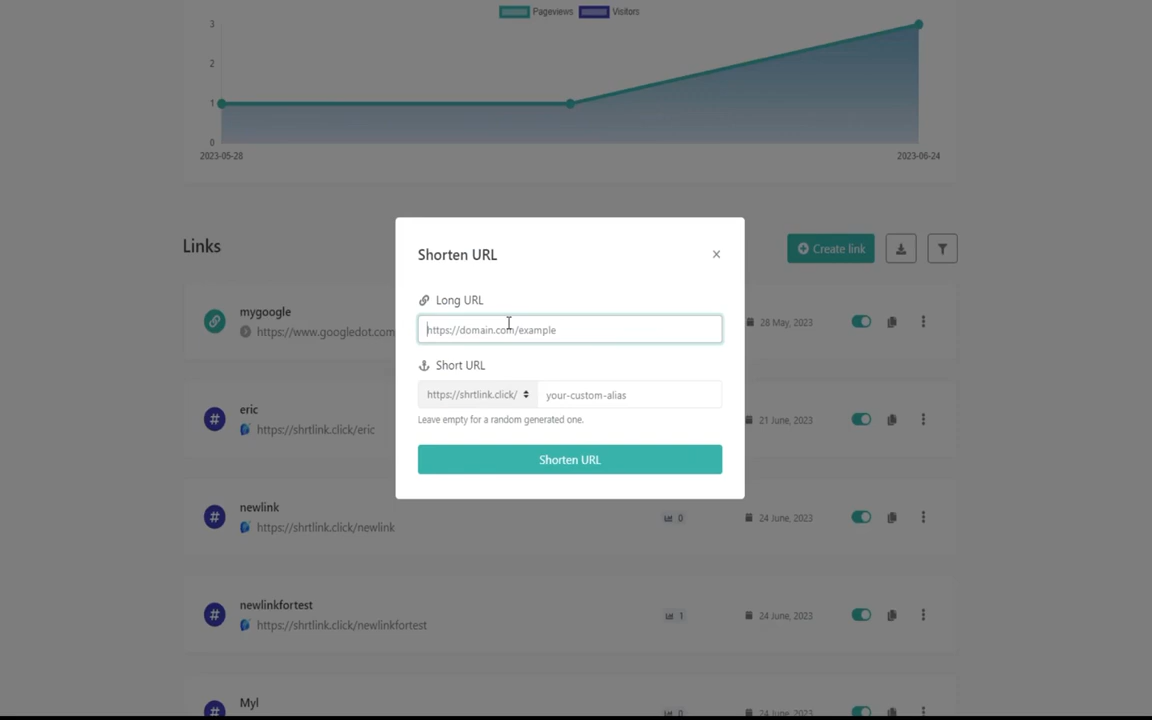 Pageviews Visitors
3
2
1
0
2023-05-28 2023-06-24
Links
Create link
Shorten URL
×
Long URL
https://domain.com/example
Short URL
https://shrtlink.click/ your-custom-alias
Leave empty for a random generated one.
Shorten URL
mygoogle
https://www.googledot.com
28 May, 2023
eric
https://shrtlink.click/eric
21 June, 2023
newlink
https://shrtlink.click/newlink
0
24 June, 2023
newlinkfortest
https://shrtlink.click/newlinkfortest
1
24 June, 2023
Myl
0
24 June, 2023